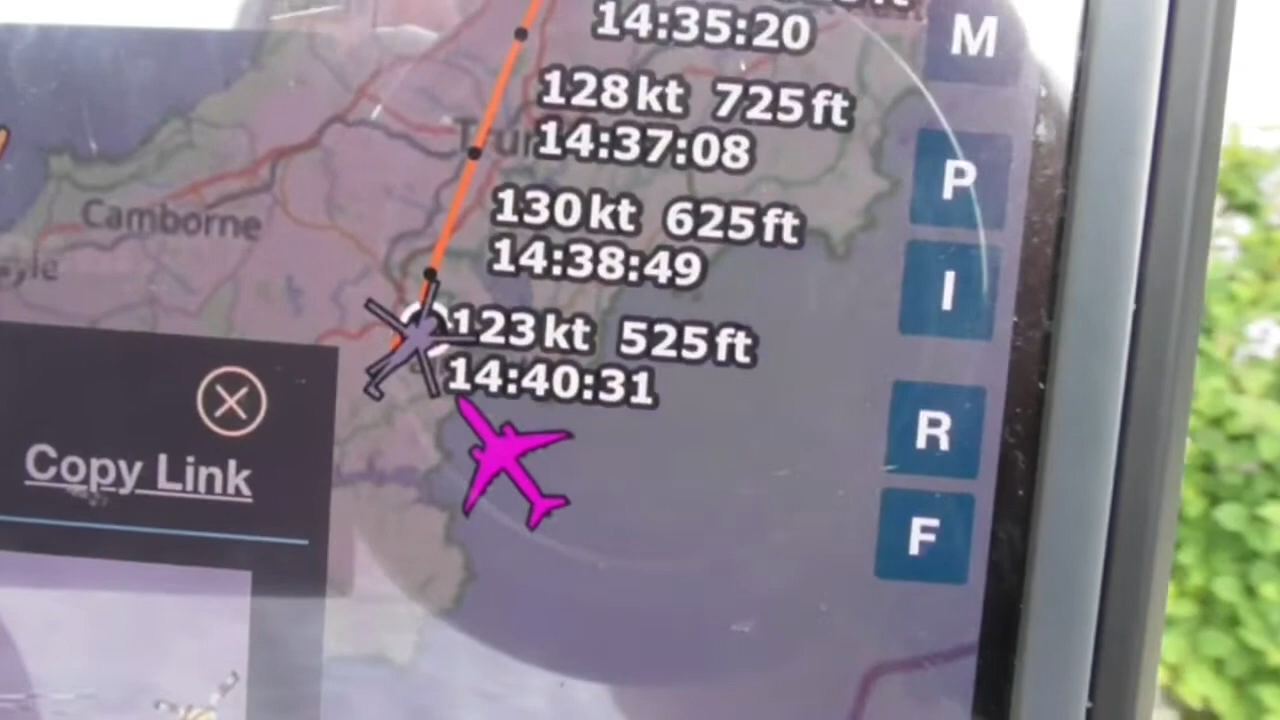 14:35:20
M
128kt 725ft
14:37:08
P
Camborne
130kt 625ft
14:38:49
I
123kt 525ft
14:40:31
R
Copy Link
F